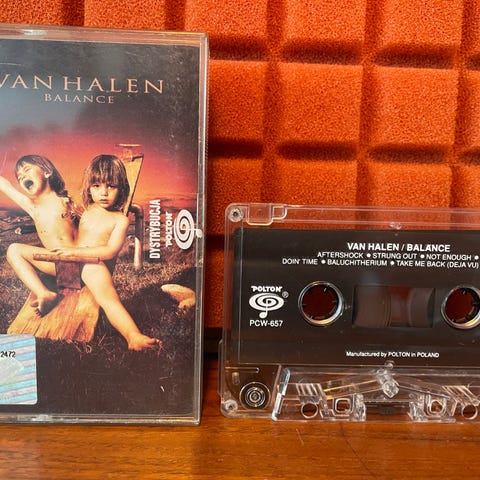 VAN HALEN
BALANCE
DYSTRYBUCJA
POLTON
2472
VAN HALEN / BALANCE
AFTERSHOCK ● STRUNG OUT ● NOT ENOUGH ●
DOIN' TIME ● BALUCHITHERIUM ● TAKE ME BACK (DEJA VU)
POLTON ®
PCW-657
Manufactured by POLTON in POLAND